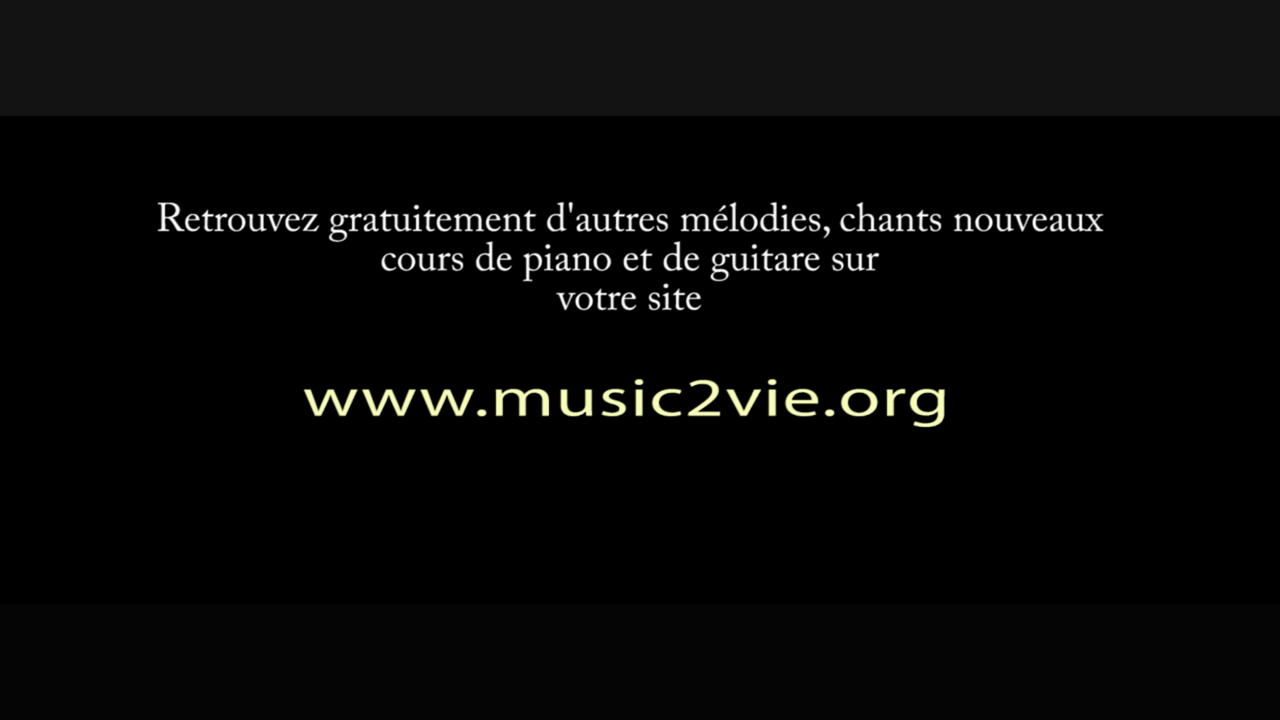 Retrouvez gratuitement d'autres mélodies, chants nouveaux
cours de piano et de guitare sur
votre site
www.music2vie.org